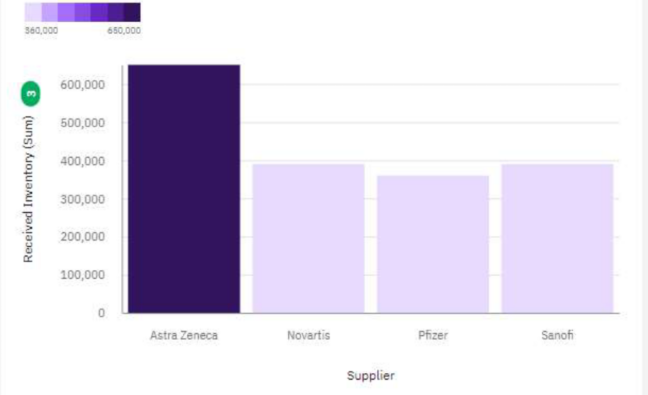 360,000 650,000
Received Inventory (Sum) 3
600,000
500,000
400,000
300,000
200,000
100,000
0
Astra Zeneca Novartis Pfizer Sanofi
Supplier